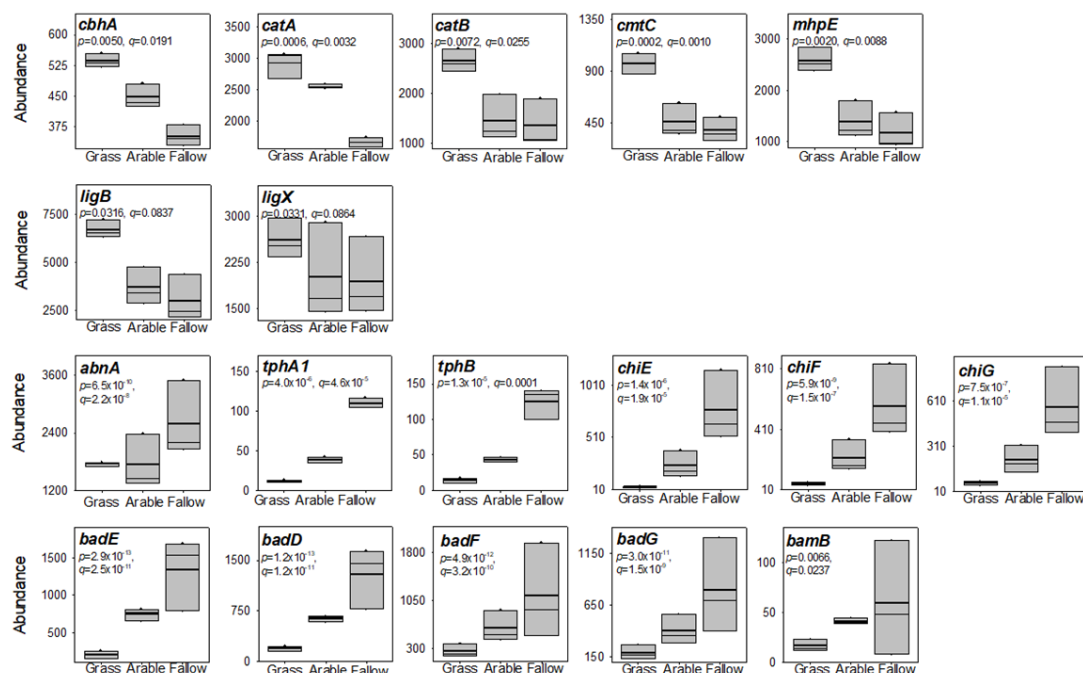 cbhA
p=0.0050, q=0.0191
Abundance
555
450
375
Grass Arable Fallow
catA
p=0.0006, q=0.0032
3500
3000
2500
2000
Grass Arable Fallow
catB
p=0.0072, q=0.0255
3000
2000
1000
Grass Arable Fallow
cmtC
p=0.0002, q=0.0010
1350
900
450
Grass Arable Fallow
mhpE
p=0.0020, q=0.0088
3000
2000
1000
Grass Arable Fallow
ligB
p=0.0316, q=0.0837
Abundance
7500
5000
2500
Grass Arable Fallow
ligX
p=0.0331, q=0.0864
3000
2250
1500
Grass Arable Fallow
abnA
p=6.5x10⁻¹⁰,
q=2.2x10⁻⁸
Abundance
3600
2400
1200
Grass Arable Fallow
tphA1
p=4.0x10⁻⁶, q=4.6x10⁻⁵
150
100
50
0
Grass Arable Fallow
tphB
p=1.3x10⁻⁵, q=0.0001
150
100
50
0
Grass Arable Fallow
chiE
p=1.4x10⁻⁶,
q=1.9x10⁻⁵
1010
510
10
Grass Arable Fallow
chiF
p=5.9x10⁻⁹,
q=1.5x10⁻⁷
810
410
10
Grass Arable Fallow
chiG
p=7.5x10⁻⁷,
q=1.1x10⁻⁵
610
310
10
Grass Arable Fallow
badE
p=2.9x10⁻¹³,
q=2.5x10⁻¹¹
Abundance
1500
1000
500
Grass Arable Fallow
badD
p=1.2x10⁻¹³,
q=1.2x10⁻¹¹
1500
750
0
Grass Arable Fallow
badF
p=4.9x10⁻¹²,
q=3.2x10⁻¹⁰
1800
1050
300
Grass Arable Fallow
badG
p=3.0x10⁻¹¹,
q=1.5x10⁻⁹
1150
650
150
Grass Arable Fallow
bamB
p=0.0066,
q=0.0237
100
50
0
Grass Arable Fallow